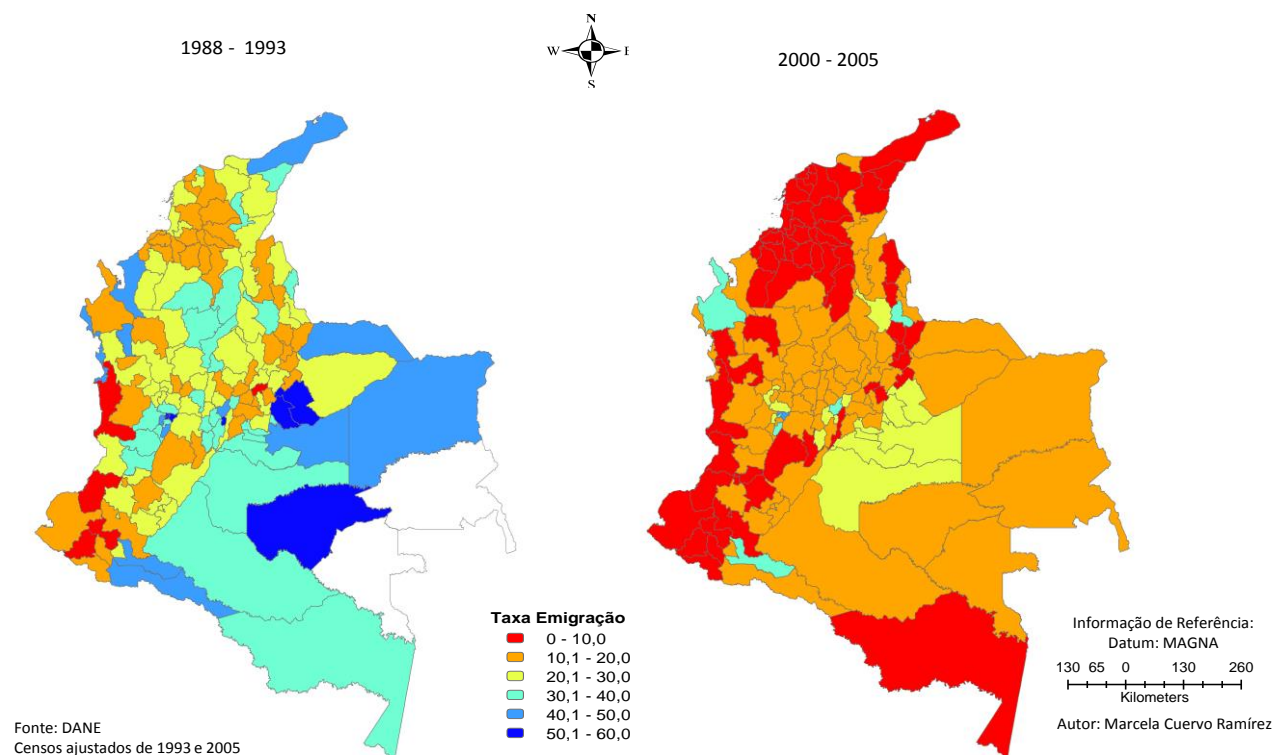 1988 - 1993
N
W
E
S
2000 - 2005
Taxa Emigração
0 - 10,0
10,1 - 20,0
20,1 - 30,0
30,1 - 40,0
40,1 - 50,0
50,1 - 60,0
Informação de Referência:
Datum: MAGNA
130 65 0 130 260
Kilometers
Autor: Marcela Cuervo Ramírez
Fonte: DANE
Censos ajustados de 1993 e 2005